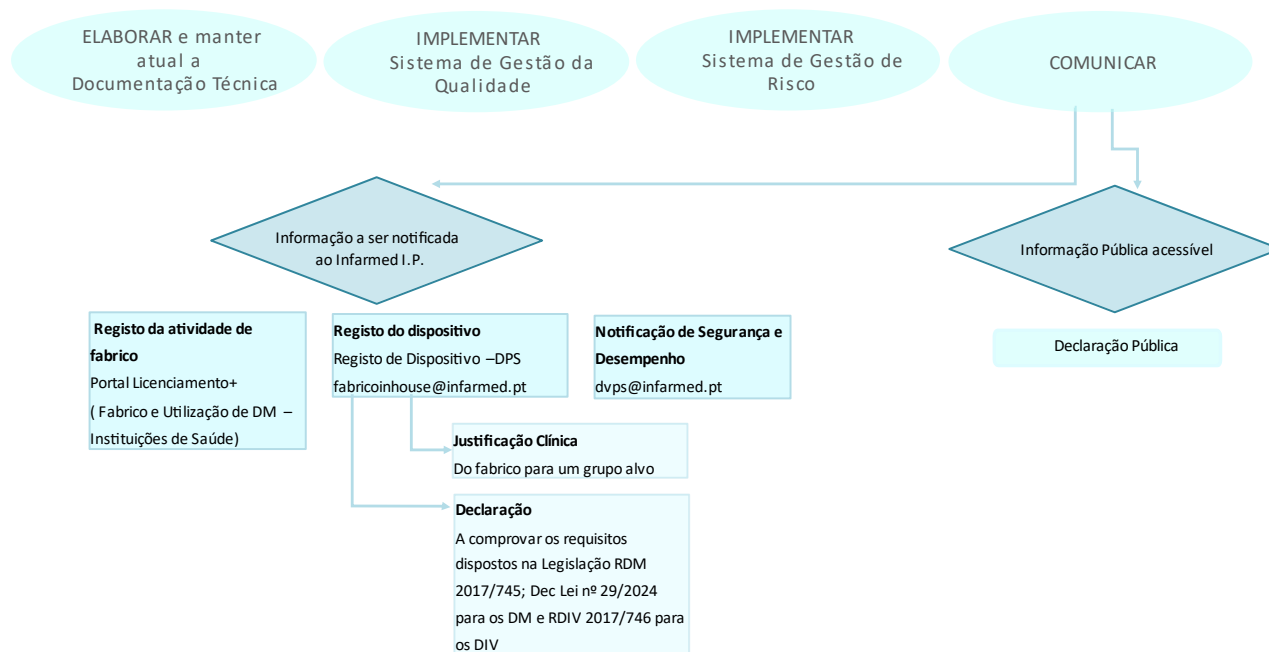 ELABORAR e manter
atual a
Documentação Técnica
IMPLEMENTAR
Sistema de Gestão da
Qualidade
IMPLEMENTAR
Sistema de Gestão de
Risco
COMUNICAR
Informação a ser notificada
ao Infarmed I.P.
Informação Pública acessível
Registo da atividade de
fabrico
Portal Licenciamento+
( Fabrico e Utilização de DM –
Instituições de Saúde)
Registo do dispositivo
Registo de Dispositivo –DPS
fabricoinhouse@infarmed.pt
Notificação de Segurança e
Desempenho
dvps@infarmed.pt
Declaração Pública
Justificação Clínica
Do fabrico para um grupo alvo
Declaração
A comprovar os requisitos
dispostos na Legislação RDM
2017/745; Dec Lei nº 29/2024
para os DM e RDIV 2017/746 para
os DIV